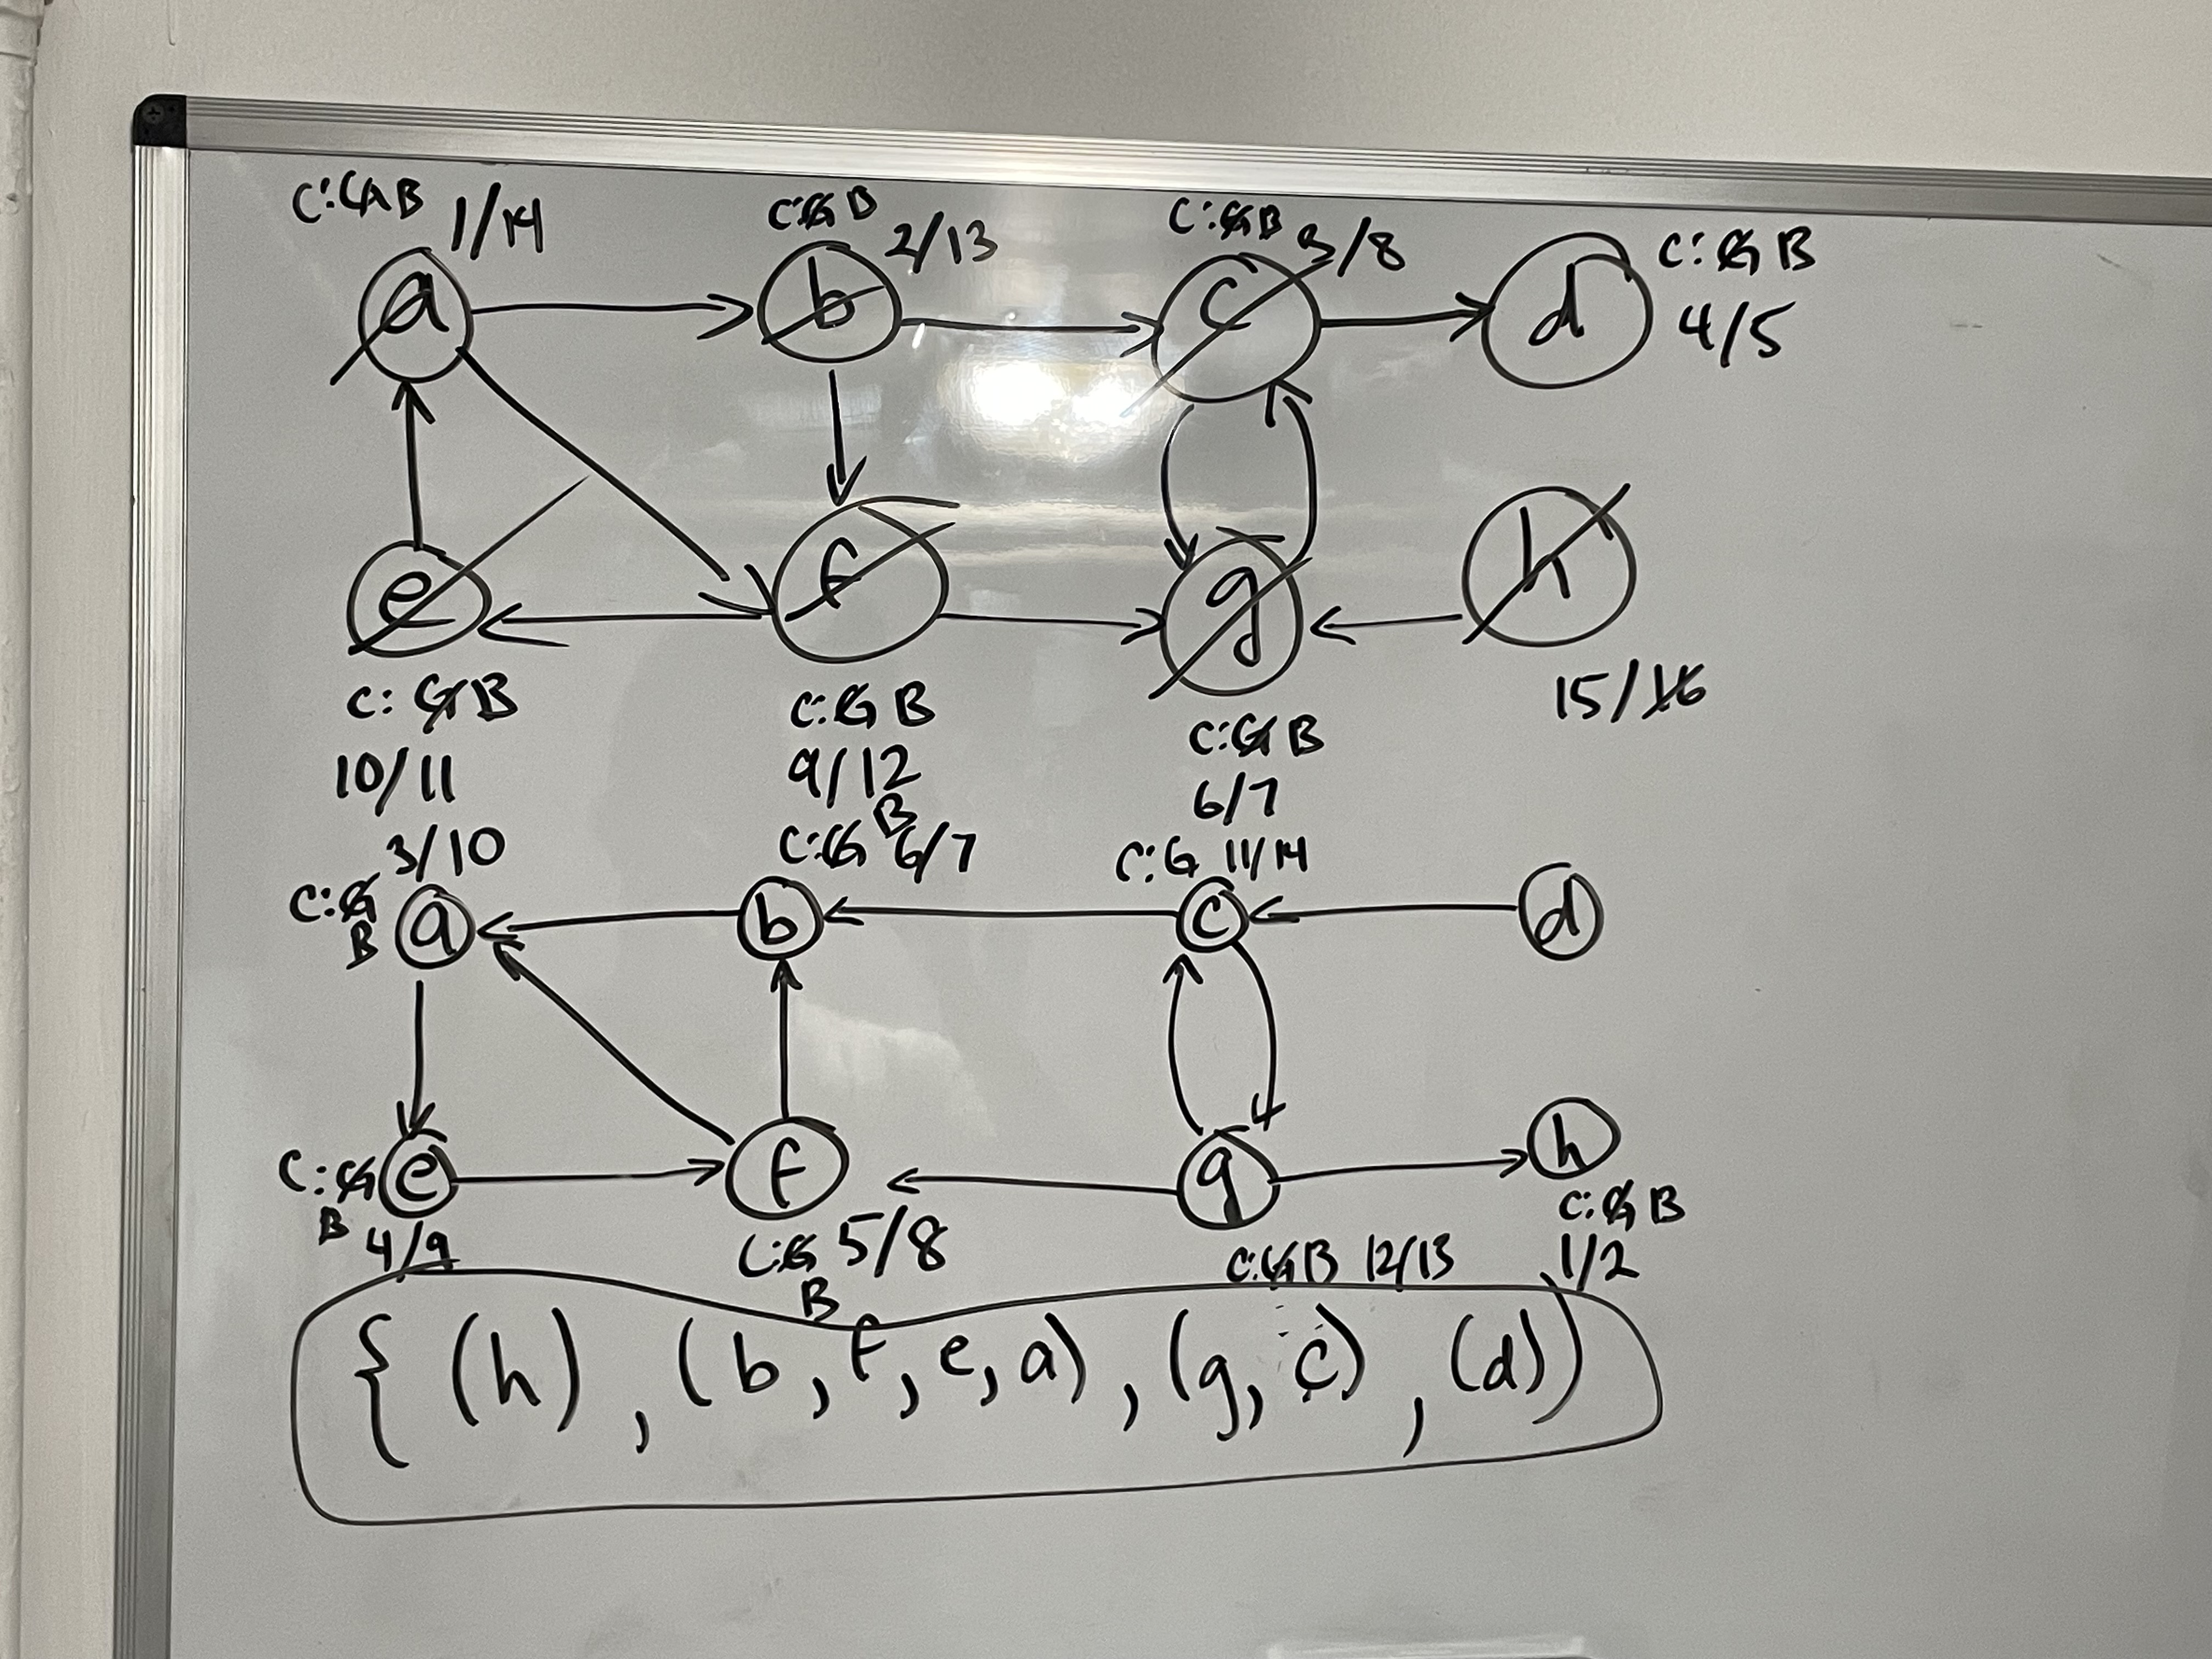 C:GB 1/14 C:GB 2/13 C:GB 3/8 C:GB
a b c d 4/5
e f g h
C:GB C:GB C:GB 15/16
10/11 9/12 6/7
3/10 C:G B 6/7 C:G 11/14
C:G B a b c d
e f g h
C:G B 4/9 C:G B 5/8 C:GB 12/13 C:GB 1/2
{ (h), (b, f, e, a), (g, c), (d) }